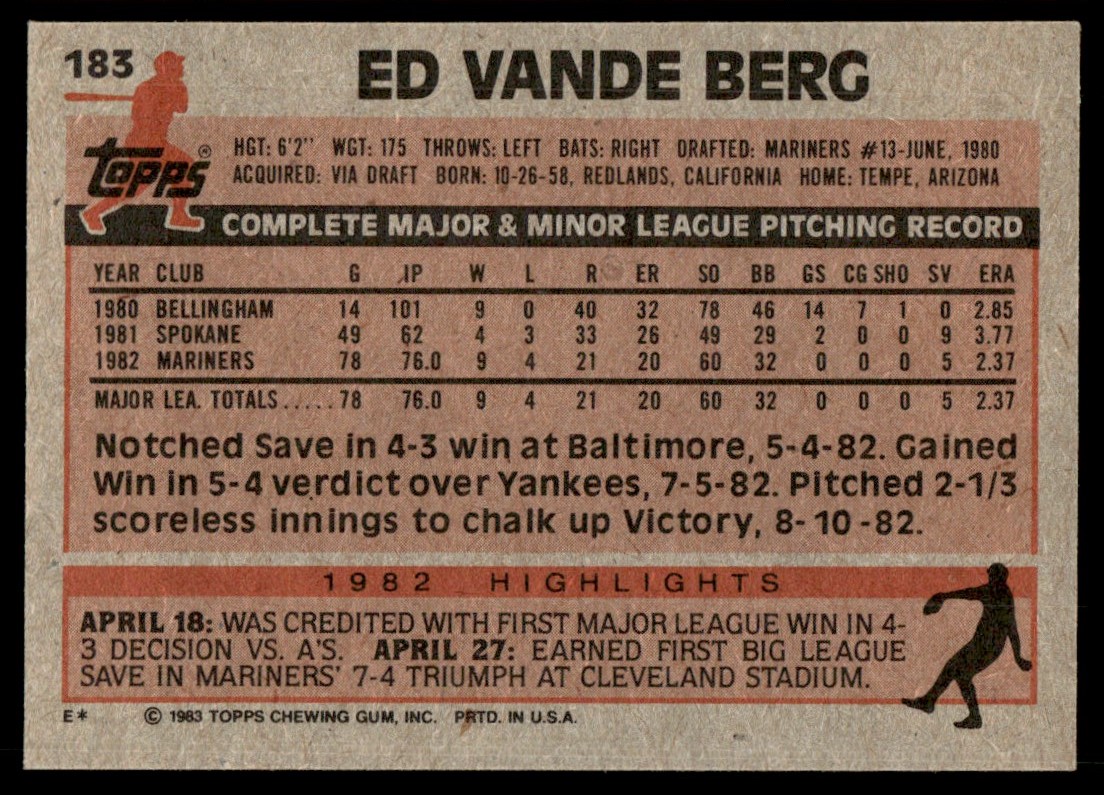 183
ED VANDE BERG
topps®
HGT: 6'2" WGT: 175 THROWS: LEFT BATS: RIGHT DRAFTED: MARINERS #13-JUNE, 1980
ACQUIRED: VIA DRAFT BORN: 10-26-58, REDLANDS, CALIFORNIA HOME: TEMPE, ARIZONA
COMPLETE MAJOR & MINOR LEAGUE PITCHING RECORD
YEAR CLUB G IP W L R ER SO BB GS CG SHO SV ERA
1980 BELLINGHAM 14 101 9 0 40 32 78 46 14 7 1 0 2.85
1981 SPOKANE 49 62 4 3 33 26 49 29 2 0 0 9 3.77
1982 MARINERS 78 76.0 9 4 21 20 60 32 0 0 0 5 2.37
MAJOR LEA. TOTALS.....78 76.0 9 4 21 20 60 32 0 0 0 5 2.37
Notched Save in 4-3 win at Baltimore, 5-4-82. Gained
Win in 5-4 verdict over Yankees, 7-5-82. Pitched 2-1/3
scoreless innings to chalk up Victory, 8-10-82.
1982 HIGHLIGHTS
APRIL 18: WAS CREDITED WITH FIRST MAJOR LEAGUE WIN IN 4-
3 DECISION VS. A'S. APRIL 27: EARNED FIRST BIG LEAGUE
SAVE IN MARINERS' 7-4 TRIUMPH AT CLEVELAND STADIUM.
E* © 1983 TOPPS CHEWING GUM, INC. PRTD. IN U.S.A.